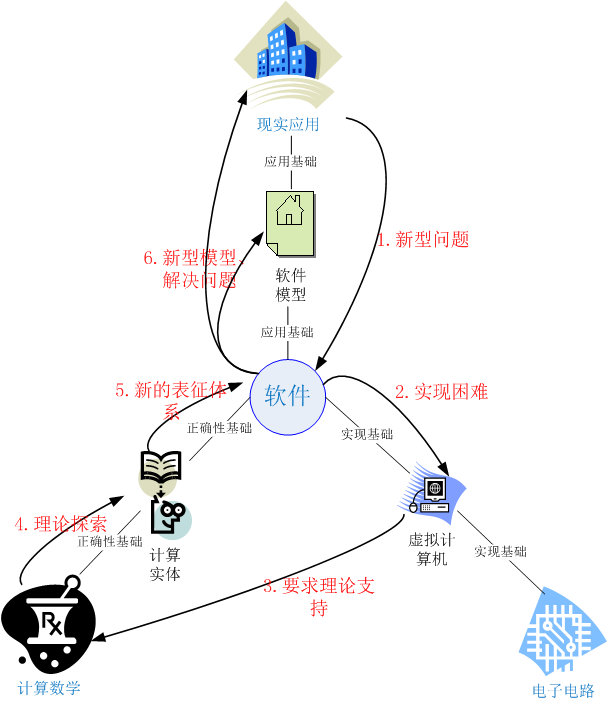 现实应用
应用基础
1.新型问题
6.新型模型、
解决问题
软件
模型
应用基础
软件
5.新的表征体
系
2.实现困难
正确性基础
实现基础
4.理论探索
正确性基础
计算
实体
虚拟计
算机
实现基础
3.要求理论支
持
RX
计算数学
电子电路